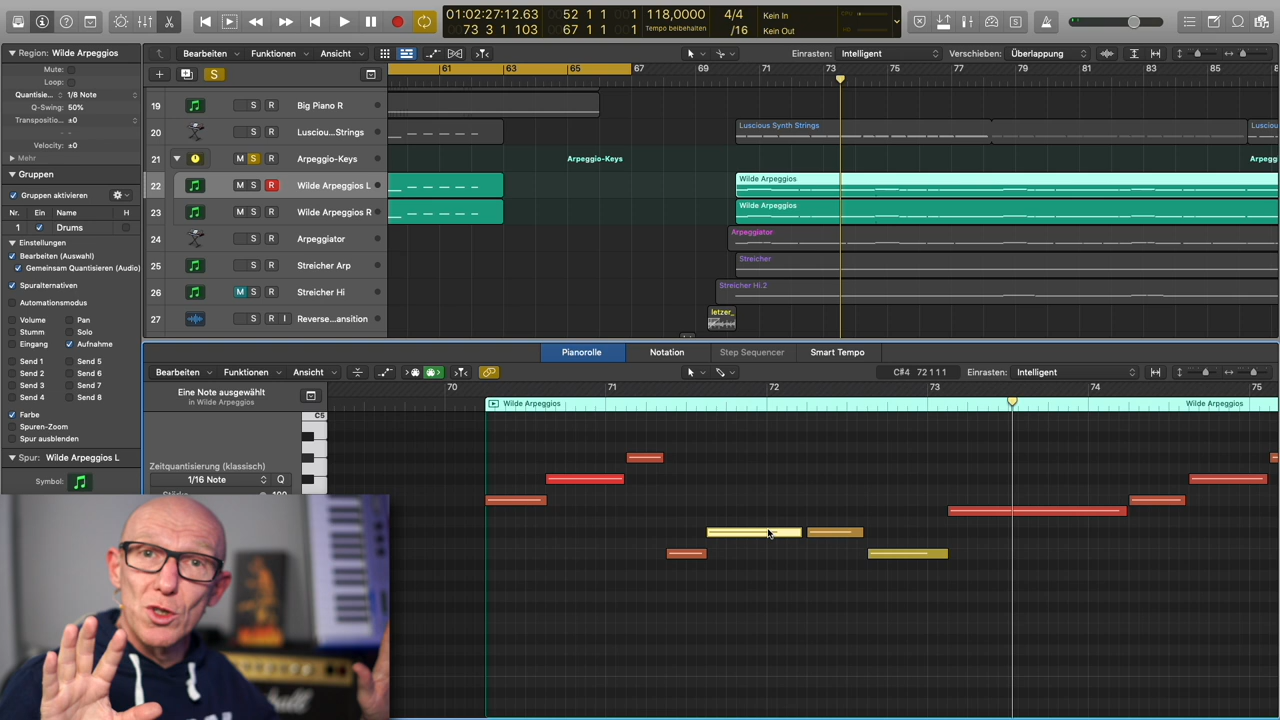 01:02:27:12.63
73 3 1 103
52 1 1 1
67 1 1 1
118,0000
Tempo beibehalten
4/4
/16
Kein In
Kein Out
CPU
Region: Wilde Arpeggios
Mute:
Loop:
Quantisie... 1/8 Note
Q-Swing: 50%
Transpositio... ±0
Velocity: ±0
Mehr
Gruppen
Gruppen aktivieren
Nr. Ein Name H
1 Drums
Einstellungen
Bearbeiten (Auswahl)
Gemeinsam Quantisieren (Audio)
Spuralternativen
Automationsmodus
Volume Pan
Stumm Solo
Eingang Aufnahme
Send 1 Send 5
Send 2 Send 6
Send 3 Send 7
Send 4 Send 8
Farbe
Spuren-Zoom
Spur ausblenden
Spur: Wilde Arpeggios L
Symbol:
Bearbeiten Funktionen Ansicht
Einrasten: Intelligent
Verschieben: Überlappung
S
61 63 65 67 69 71 73 75 77 79 81 83 85
19 S R Big Piano R
20 S R Lusciou...Strings
21 M S Arpeggio-Keys
22 M S R Wilde Arpeggios L
23 M S R Wilde Arpeggios R
24 S R Arpeggiator
25 S R Streicher Arp
26 M S R Streicher Hi
27 S R I Reverse...ansition
Luscious Synth Strings
Lusciou
Arpeggio-Keys
Arpegg
Wilde Arpeggios
Wilde Arpeggios
Arpeggiator
Streicher
Streicher Hi.2
letzer_
Pianorolle Notation Step Sequencer Smart Tempo
Bearbeiten Funktionen Ansicht
C#4 72 1 1 1
Einrasten: Intelligent
70 71 72 73 74 75
Eine Note ausgewählt
in Wilde Arpeggios
Wilde Arpeggios
Wilde Arpeggios
C5
Zeitquantisierung (klassisch)
1/16 Note Q
Stärke 100
Marshall